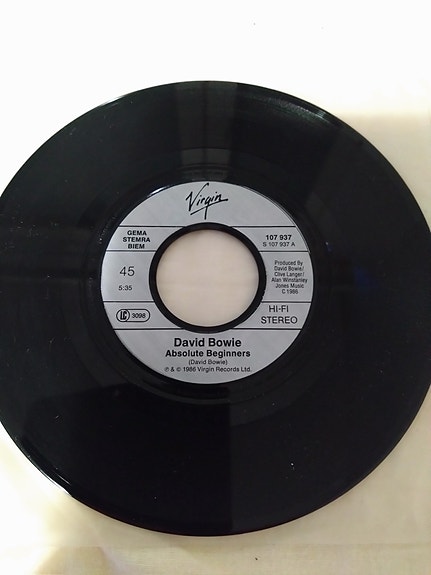 Virgin
GEMA
STEMRA
BIEM
107 937
S 107 937 A
45
5:35
Produced By
David Bowie/
Clive Langer/
Alan Winstanley
Jones Music
C 1986
LC 3098
HI-FI
STEREO
David Bowie
Absolute Beginners
(David Bowie)
℗ & © 1986 Virgin Records Ltd.